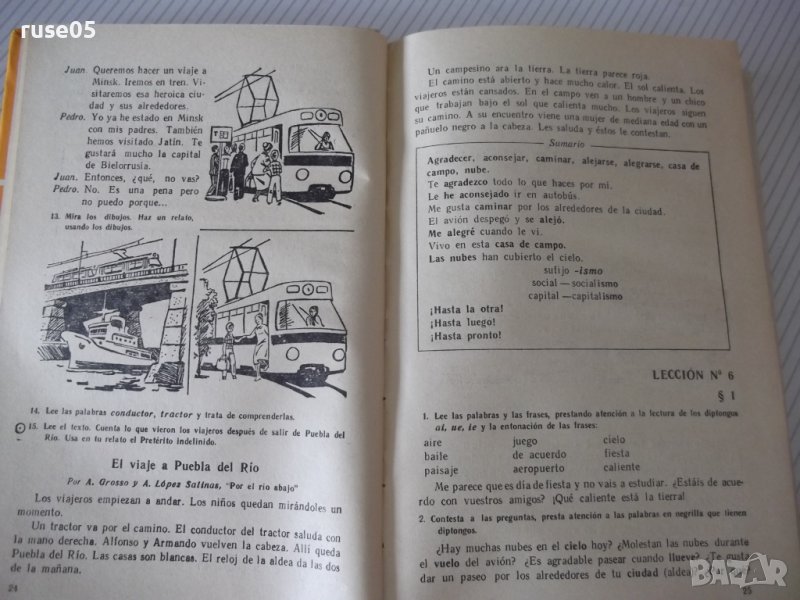 ruse05
Juan. Queremos hacer un viaje a
Minsk. Iremos en tren. Vi-
sitaremos esa heroica ciu-
dad y sus alrededores.
Pedro. Yo ya he estado en Minsk
con mis padres. También
hemos visitado Jatín. Te
gustará mucho la capital
de Bielorrusia.
Juan. Entonces, ¿qué, no vas?
Pedro. No. Es una pena pero
no puedo porque...
13. Mira los dibujos. Haz un relato,
usando los dibujos.
14. Lee las palabras conductor, tractor y trata de comprenderlas.
15. Lee el texto. Cuenta lo que vieron los viajeros después de salir de Puebla del
Río. Usa en tu relato el Pretérito indefinido.
El viaje a Puebla del Río
Por A. Grosso y A. López Salinas, "Por el río abajo"
Los viajeros empiezan a andar. Los niños quedan mirándoles un
momento.
Un tractor va por el camino. El conductor del tractor saluda con
la mano derecha. Alfonso y Armando vuelven la cabeza. Allí queda
Puebla del Río. Las casas son blancas. El reloj de la aldea da las dos
de la mañana.
24
Un campesino ara la tierra. La tierra parece roja.
El camino está abierto y hace mucho calor. El sol calienta. Los
viajeros están cansados. En el campo ven a un hombre y un chico
que trabajan bajo el sol que calienta mucho. Los viajeros siguen
su camino. A su encuentro viene una mujer de mediana edad con un
pañuelo negro a la cabeza. Les saluda y éstos le contestan.
Sumario
Agradecer, aconsejar, caminar, alejarse, alegrarse, casa de
campo, nube.
Te agradezco todo lo que haces por mí.
Le he aconsejado ir en autobús.
Me gusta caminar por los alrededores de la ciudad.
El avión despegó y se alejó.
Me alegré cuando le vi.
Vivo en esta casa de campo.
Las nubes han cubierto el cielo.
sufijo -ismo
social — socialismo
capital — capitalismo
¡Hasta la otra!
¡Hasta luego!
¡Hasta pronto!
LECCIÓN Nº 6
§ 1
1. Lee las palabras y las frases, prestando atención a la lectura de los diptongos
ai, ue, ie y la entonación de las frases:
aire juego cielo
baile de acuerdo fiesta
paisaje aeropuerto caliente
Me parece que es día de fiesta y no vais a estudiar. ¿Estáis de acue-
rdo con vuestros amigos? ¡Qué caliente está la tierra!
2. Contesta a las preguntas, presta atención a las palabras en negrilla que tienen
diptongos.
¿Hay muchas nubes en el cielo hoy? ¿Molestan las nubes durante
el vuelo del avión? ¿Es agradable pasear cuando llueve? ¿Te gusta
dar un paseo por los alrededores de tu ciudad (aldea)?
25
BAZAR